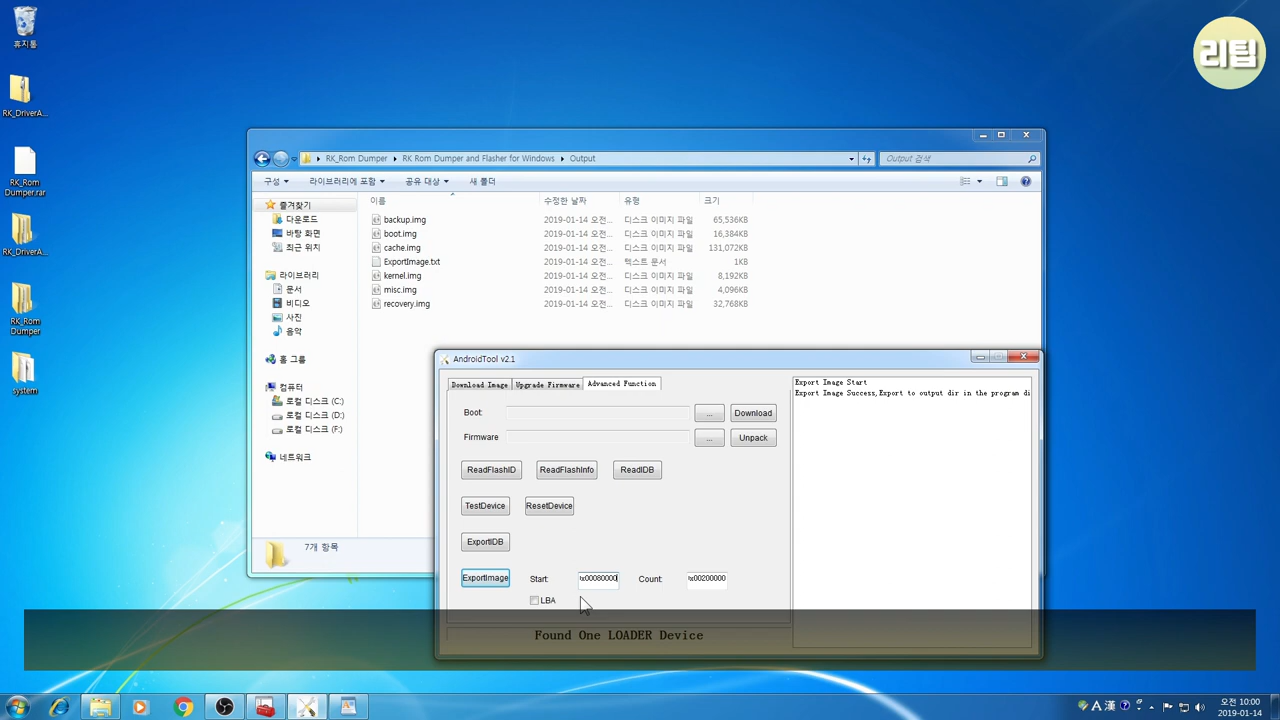 휴지통
리팁
RK_DriverA...
RK_Rom
Dumper.rar
RK_DriverA...
RK_Rom
Dumper
system
RK_Rom Dumper
RK Rom Dumper and Flasher for Windows
Output
Output 검색
구성
라이브러리에 포함
공유 대상
새 폴더
즐겨찾기
다운로드
바탕 화면
최근 위치
라이브러리
문서
비디오
사진
음악
홈 그룹
컴퓨터
로컬 디스크 (C:)
로컬 디스크 (D:)
로컬 디스크 (F:)
네트워크
이름 수정한 날짜 유형 크기
backup.img 2019-01-14 오전... 디스크 이미지 파일 65,536KB
boot.img 2019-01-14 오전... 디스크 이미지 파일 16,384KB
cache.img 2019-01-14 오전... 디스크 이미지 파일 131,072KB
ExportImage.txt 2019-01-14 오전... 텍스트 문서 1KB
kernel.img 2019-01-14 오전... 디스크 이미지 파일 8,192KB
misc.img 2019-01-14 오전... 디스크 이미지 파일 4,096KB
recovery.img 2019-01-14 오전... 디스크 이미지 파일 32,768KB
7개 항목
AndroidTool v2.1
Download Image Upgrade Firmware Advanced Function
Boot: ... Download
Firmware ... Unpack
ReadFlashID ReadFlashInfo ReadIDB
TestDevice ResetDevice
ExportIDB
ExportImage Start: x00080000 Count: x00200000
LBA
Found One LOADER Device
Export Image Start
Export Image Success,Export to output dir in the program di
A 漢
오전 10:00
2019-01-14